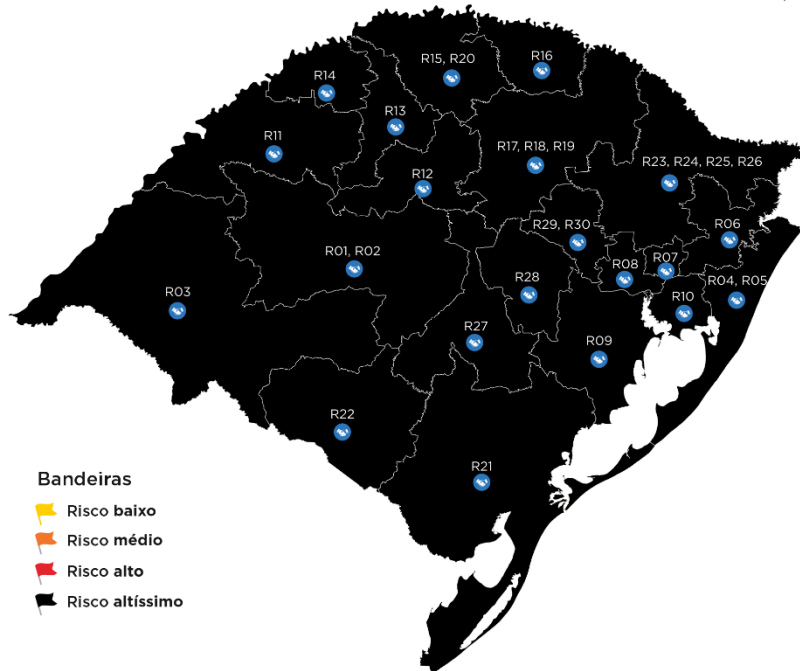 R16
R15, R20
R14
R13
R11
R17, R18, R19
R23, R24, R25, R26
R12
R29, R30
R06
R01, R02
R07
R08
R04, R05
R03
R28
R10
R27
R09
R22
R21
Bandeiras
Risco baixo
Risco médio
Risco alto
Risco altíssimo